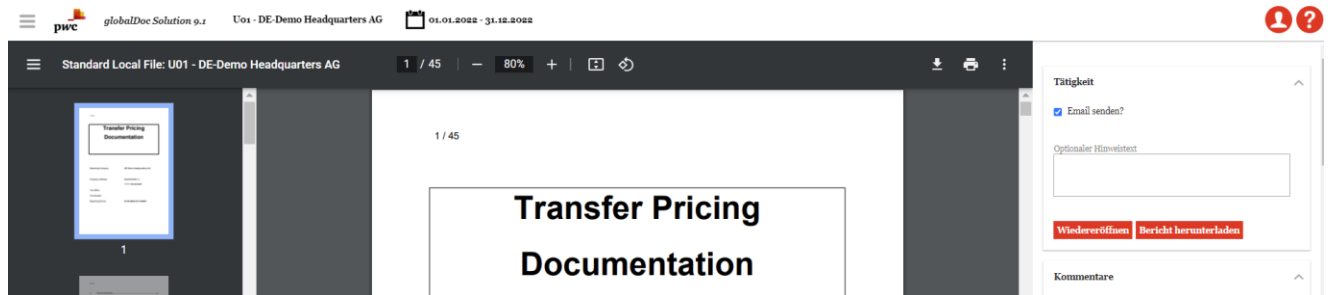 pwc globalDoc Solution 9.1 U01 - DE-Demo Headquarters AG 01.01.2022 - 31.12.2022
Standard Local File: U01 - DE-Demo Headquarters AG 1 / 45 80%
Transfer Pricing
Documentation
1
1 / 45
Transfer Pricing
Documentation
Tätigkeit
Email senden?
Optionaler Hinweistext
Wiedereröffnen Bericht herunterladen
Kommentare